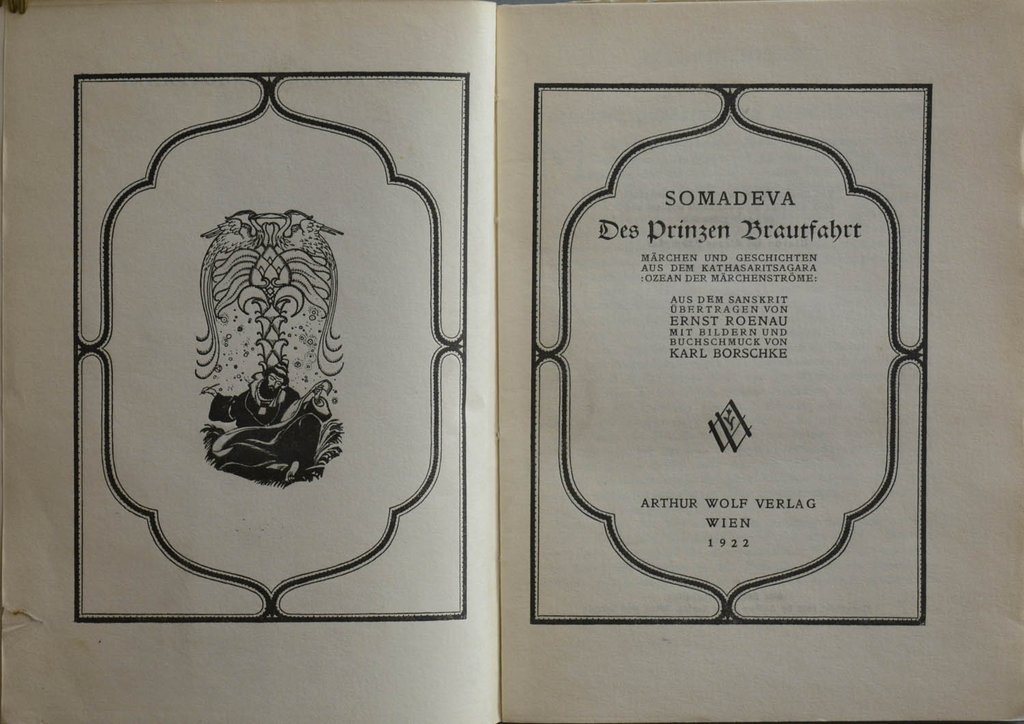 SOMADEVA
Des Prinzen Brautfahrt
MÄRCHEN UND GESCHICHTEN
AUS DEM KATHASARITSAGARA
:OZEAN DER MÄRCHENSTRÖME:
AUS DEM SANSKRIT
ÜBERTRAGEN VON
ERNST ROENAU
MIT BILDERN UND
BUCHSCHMUCK VON
KARL BORSCHKE
ARTHUR WOLF VERLAG
WIEN
1922